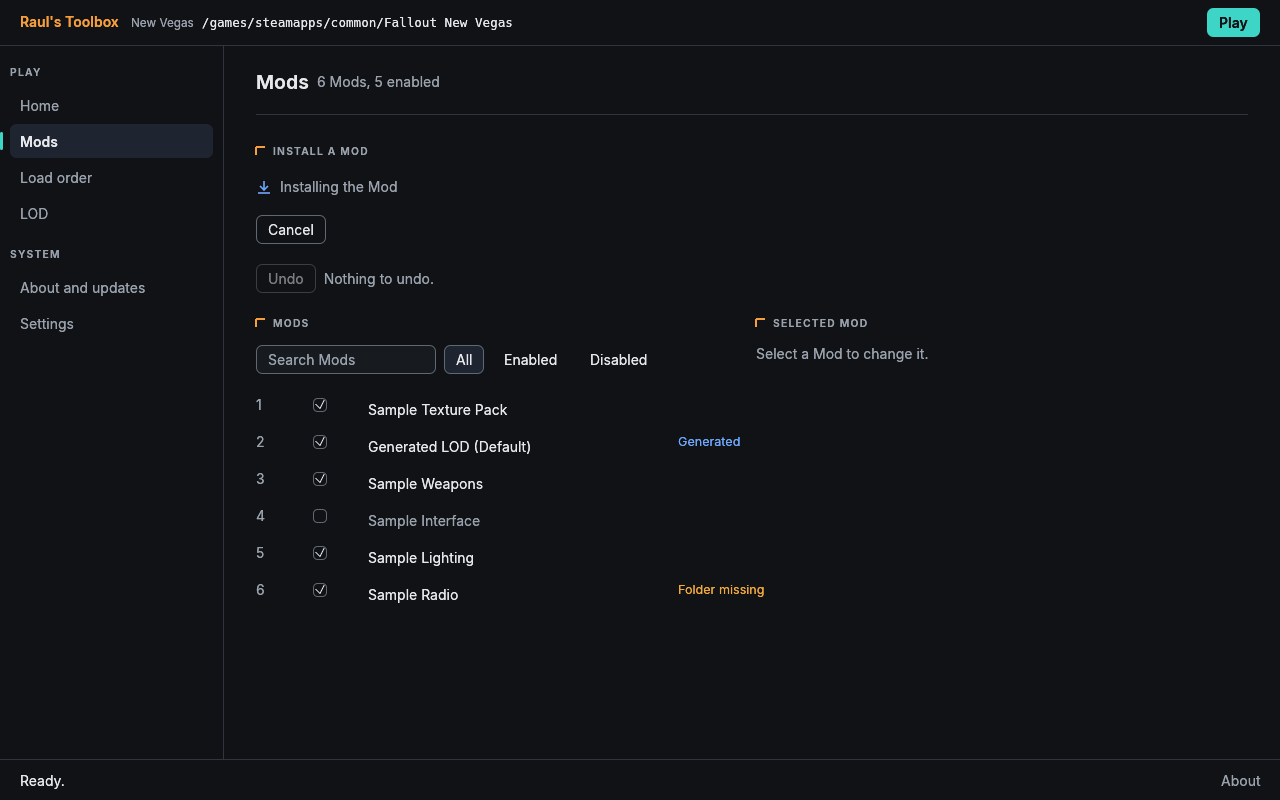 Raul's Toolbox New Vegas /games/steamapps/common/Fallout New Vegas Play
PLAY
Home
Mods
Load order
LOD
SYSTEM
About and updates
Settings
Mods 6 Mods, 5 enabled
INSTALL A MOD
Installing the Mod
Cancel
Undo Nothing to undo.
MODS
Search Mods All Enabled Disabled
1 Sample Texture Pack
2 Generated LOD (Default) Generated
3 Sample Weapons
4 Sample Interface
5 Sample Lighting
6 Sample Radio Folder missing
SELECTED MOD
Select a Mod to change it.
Ready. About